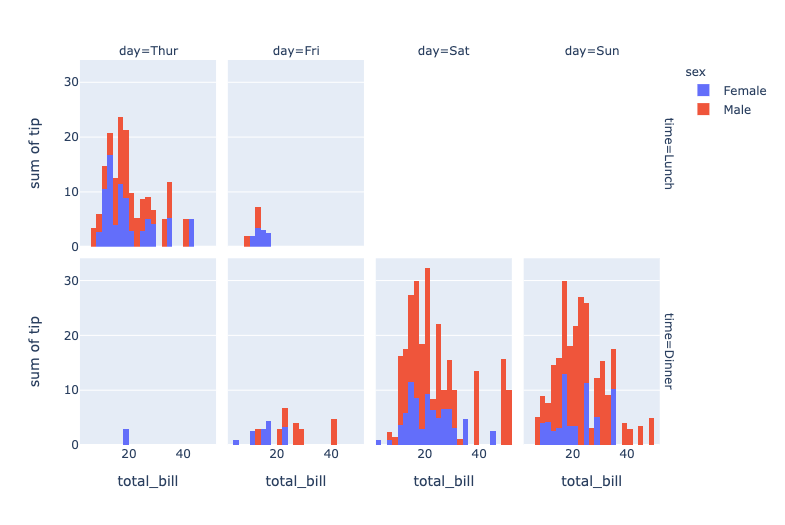 day=Thur
day=Fri
day=Sat
day=Sun
sex
Female
Male
30
20
10
0
sum of tip
time=Lunch
30
20
10
0
sum of tip
time=Dinner
20
40
20
40
20
40
20
40
total_bill
total_bill
total_bill
total_bill